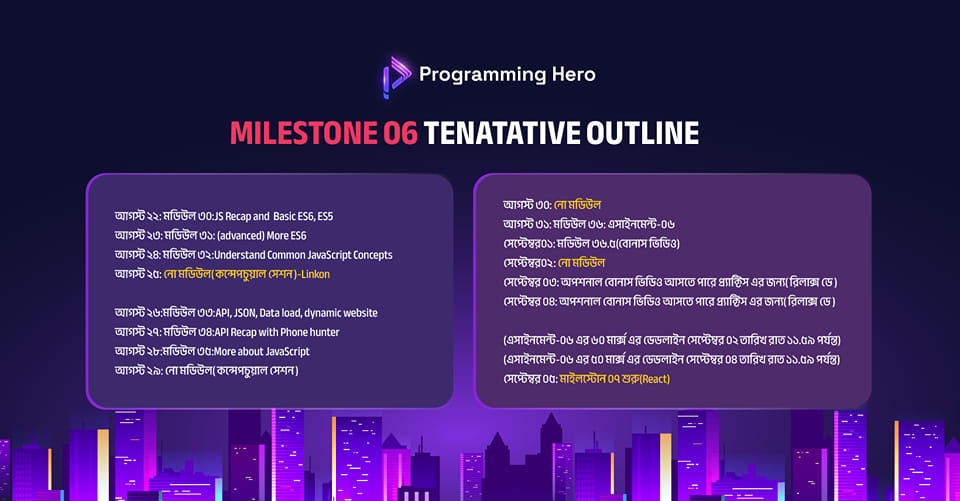 Programming Hero
MILESTONE 06 TENATATIVE OUTLINE
আগস্ট ২২: মডিউল ৩০:JS Recap and Basic ES6, ES5
আগস্ট ২৩: মডিউল ৩১: (advanced) More ES6
আগস্ট ২৪: মডিউল ৩২:Understand Common JavaScript Concepts
আগস্ট ২৫: নো মডিউল( কন্সেপচুয়াল সেশন )-Linkon
আগস্ট ২৬:মডিউল ৩৩:API, JSON, Data load, dynamic website
আগস্ট ২৭: মডিউল ৩৪:API Recap with Phone hunter
আগস্ট ২৮:মডিউল ৩৫:More about JavaScript
আগস্ট ২৯: নো মডিউল( কন্সেপচুয়াল সেশন )
আগস্ট ৩০: নো মডিউল
আগস্ট ৩১: মডিউল ৩৬: এসাইনমেন্ট-০৬
সেপ্টেম্বর০১: মডিউল ৩৬.৫(বোনাস ভিডিও)
সেপ্টেম্বর০২: নো মডিউল
সেপ্টেম্বর ০৩: অপশনাল বোনাস ভিডিও আসতে পারে প্র্যাক্টিস এর জন্য( রিলাক্স ডে )
সেপ্টেম্বর ০৪: অপশনাল বোনাস ভিডিও আসতে পারে প্র্যাক্টিস এর জন্য( রিলাক্স ডে )
(এসাইনমেন্ট-০৬ এর ৬০ মার্ক্স এর ডেডলাইন সেপ্টেম্বর ০২ তারিখ রাত ১১.৫৯ পর্যন্ত)
(এসাইনমেন্ট-০৬ এর ৫০ মার্ক্স এর ডেডলাইন সেপ্টেম্বর ০৪ তারিখ রাত ১১.৫৯ পর্যন্ত)
সেপ্টেম্বর ০৫: মাইলস্টোন ০৭ শুরু(React)